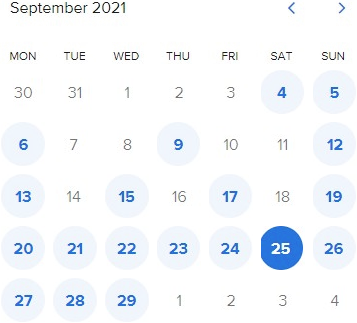 September 2021
MON TUE WED THU FRI SAT SUN
30 31 1 2 3 4 5
6 7 8 9 10 11 12
13 14 15 16 17 18 19
20 21 22 23 24 25 26
27 28 29 1 2 3 4